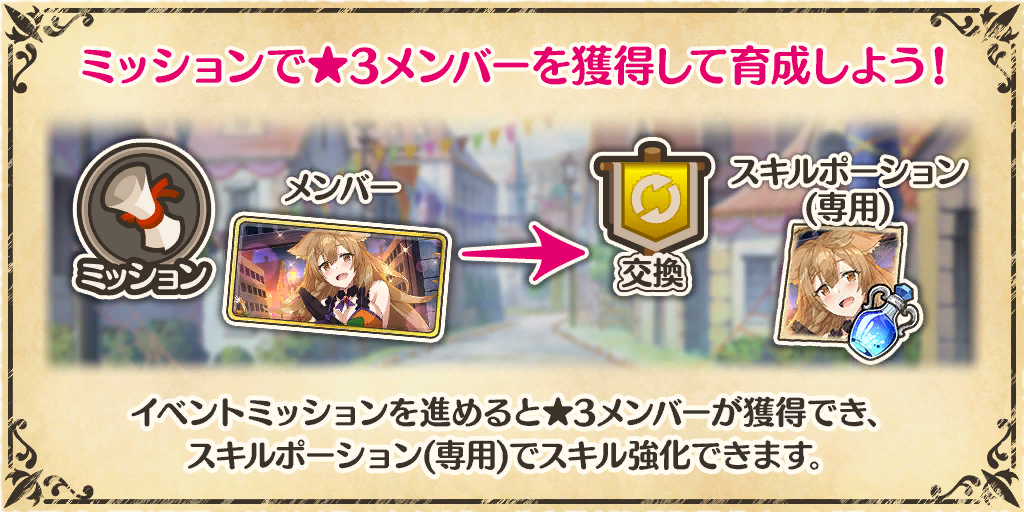 ミッションで★3メンバーを獲得して育成しよう！
メンバー
スキルポーション
(専用)
ミッション
交換
イベントミッションを進めると★3メンバーが獲得でき、
スキルポーション(専用)でスキル強化できます。